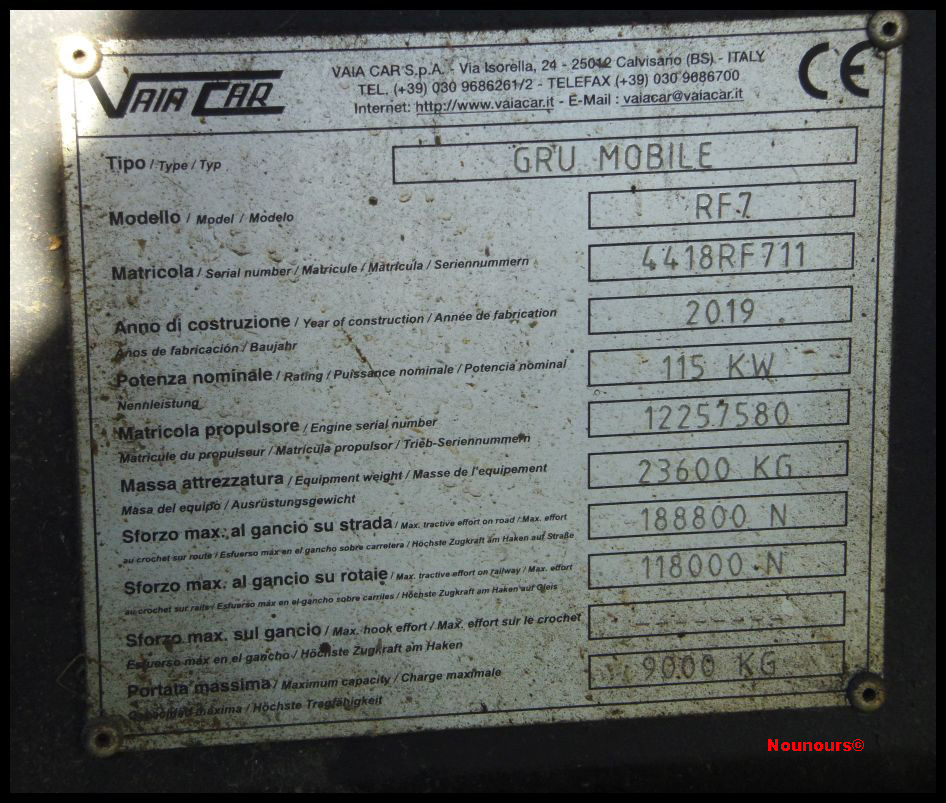 VAIA CAR
VAIA CAR S.p.A. - Via Isorella, 24 - 25012 Calvisano (BS) - ITALY
TEL. (+39) 030 9686261/2 - TELEFAX (+39) 030 9686700
Internet: http://www.vaiacar.it - E-Mail : vaiacar@vaiacar.it
CE
Tipo / Type / Typ GRU MOBILE
Modello / Model / Modelo RF7
Matricola / Serial number / Matricule / Matrícula / Seriennummern 4418RF711
Anno di costruzione / Year of construction / Année de fabrication 2019
Años de fabricación / Baujahr
Potenza nominale / Rating / Puissance nominale / Potencia nominal 115 KW
Nennleistung
Matricola propulsore / Engine serial number 12257580
Matricule du propulseur / Matricula propulsor / Trieb-Seriennummern
Massa attrezzatura / Equipment weight / Masse de l'equipement 23600 KG
Masa del equipo / Ausrüstungsgewicht
Sforzo max. al gancio su strada / Max. tractive effort on road / Max. effort 188800 N
au crochet sur route / Esfuerso máx en el gancho sobre carretera / Höchste Zugkraft am Haken auf Straße
Sforzo max. al gancio su rotaie / Max. tractive effort on railway / Max. effort 118000 N
au crochet sur rails / Esfuerso máx en el gancho sobre carriles / Höchste Zugkraft am Haken auf Gleis
Sforzo max. sul gancio / Max. hook effort / Max. effort sur le crochet --------
Esfuerso máx en el gancho / Höchste Zugkraft am Haken
Portata massima / Maximum capacity / Charge maximale 9000 KG
máxima / Höchste Tragfähigkeit
Nounours©